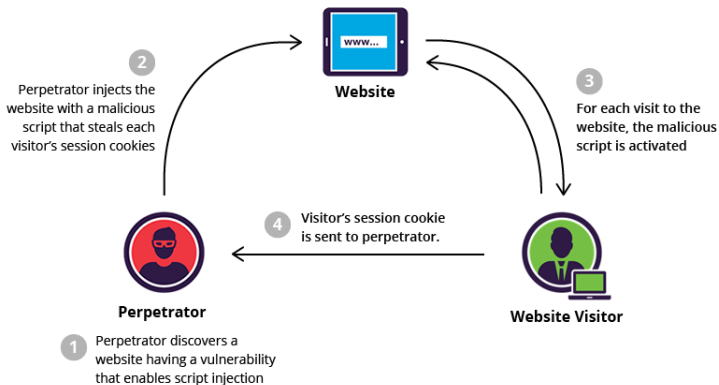 www...
Website
2
Perpetrator injects the
website with a malicious
script that steals each
visitor's session cookies
3
For each visit to the
website, the malicious
script is activated
4
Visitor's session cookie
is sent to perpetrator.
Perpetrator
Website Visitor
1
Perpetrator discovers a
website having a vulnerability
that enables script injection